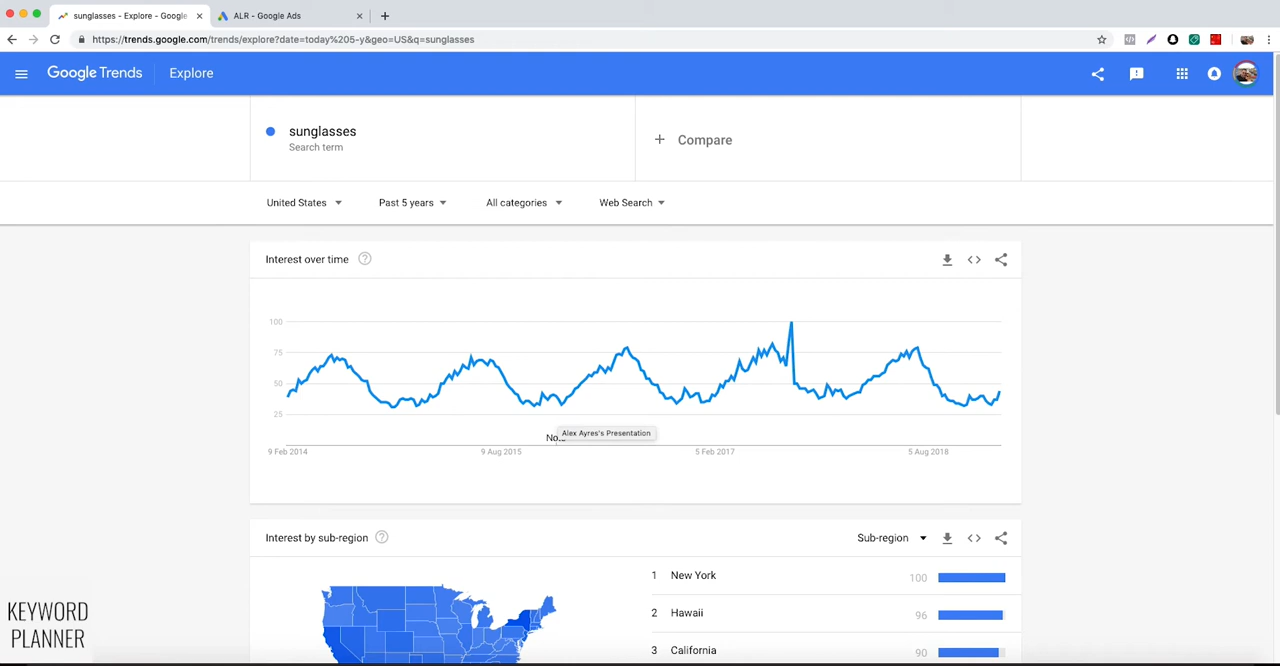 sunglasses - Explore - Google
ALR - Google Ads
https://trends.google.com/trends/explore?date=today%205-y&geo=US&q=sunglasses
Google Trends
Explore
sunglasses
Search term
+ Compare
United States
Past 5 years
All categories
Web Search
Interest over time
100
75
50
25
Alex Ayres's Presentation
9 Feb 2014
9 Aug 2015
5 Feb 2017
5 Aug 2018
Interest by sub-region
Sub-region
1 New York 100
2 Hawaii 96
3 California 90
KEYWORD
PLANNER